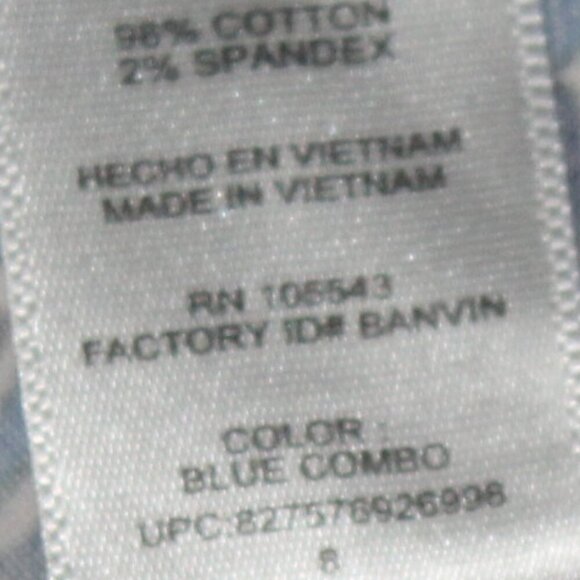 98% COTTON
2% SPANDEX
HECHO EN VIETNAM
MADE IN VIETNAM
RN 106543
FACTORY ID# BANVIN
COLOR :
BLUE COMBO
UPC:827576926998
8